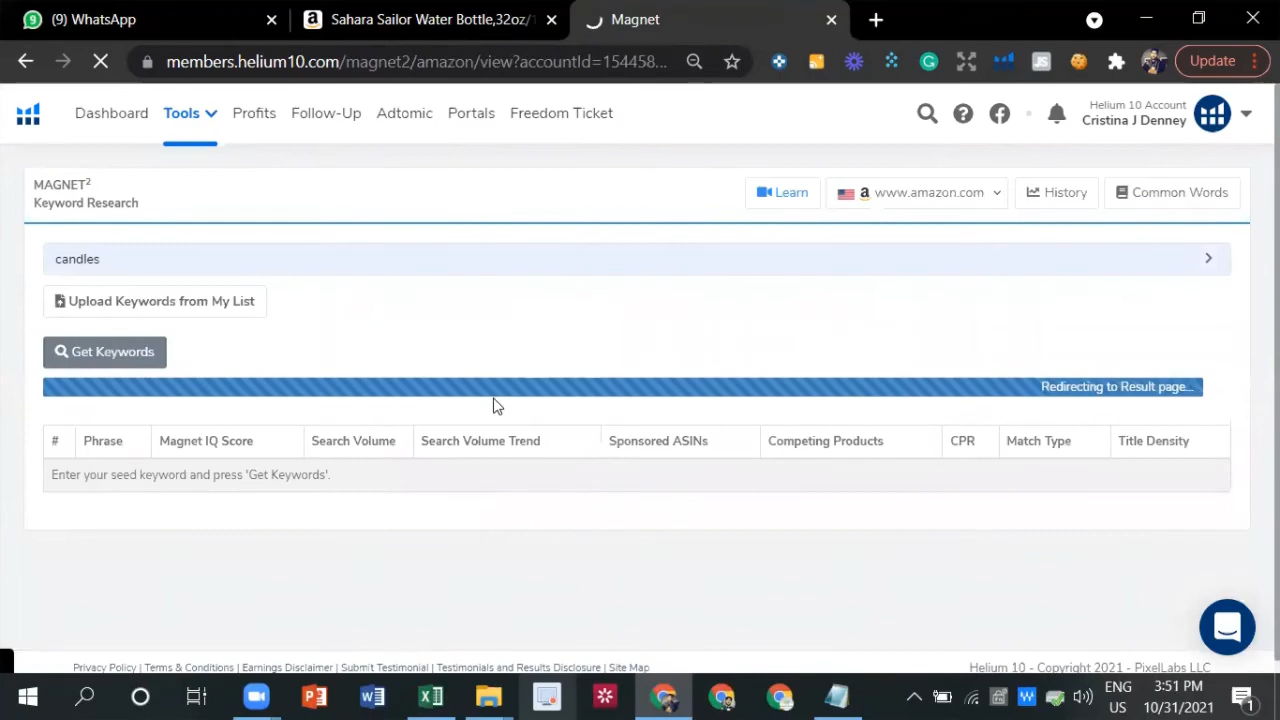 (9) WhatsApp
Sahara Sailor Water Bottle,32oz/
Magnet
members.helium10.com/magnet2/amazon/view?accountId=154458...
Update
Dashboard Tools Profits Follow-Up Adtomic Portals Freedom Ticket
Helium 10 Account
Cristina J Denney
MAGNET²
Keyword Research
Learn
www.amazon.com
History
Common Words
candles
Upload Keywords from My List
Get Keywords
Redirecting to Result page...
# Phrase Magnet IQ Score Search Volume Search Volume Trend Sponsored ASINs Competing Products CPR Match Type Title Density
Enter your seed keyword and press 'Get Keywords'.
Privacy Policy | Terms & Conditions | Earnings Disclaimer | Submit Testimonial | Testimonials and Results Disclosure | Site Map
Helium 10 - Copyright 2021 - PixelLabs LLC
ENG
US
3:51 PM
10/31/2021
1